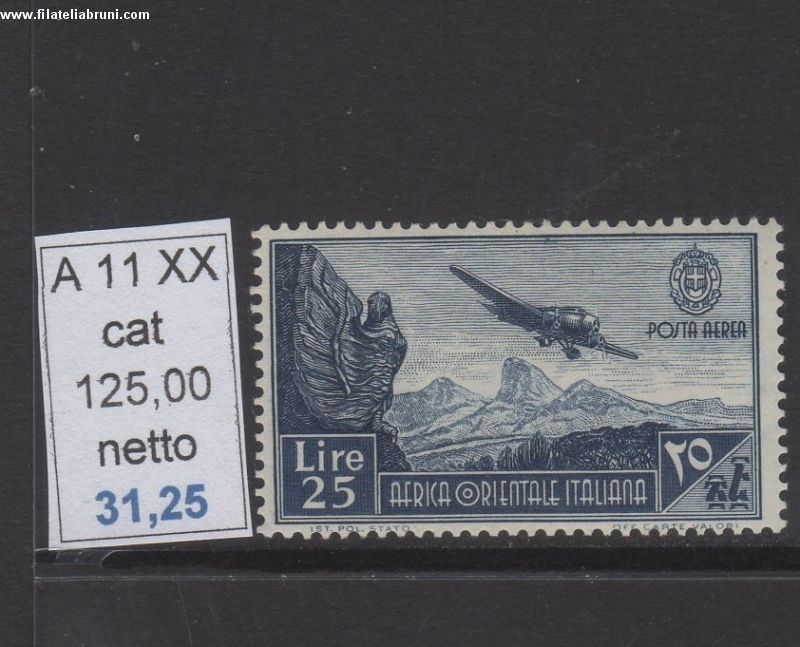 www.filateliabruni.com
A 11 XX
cat
125,00
netto
31,25
POSTA AEREA
Lire
25
٢٥
AFRICA ORIENTALE ITALIANA
IST. POL. STATO
OFF. CARTE VALORI